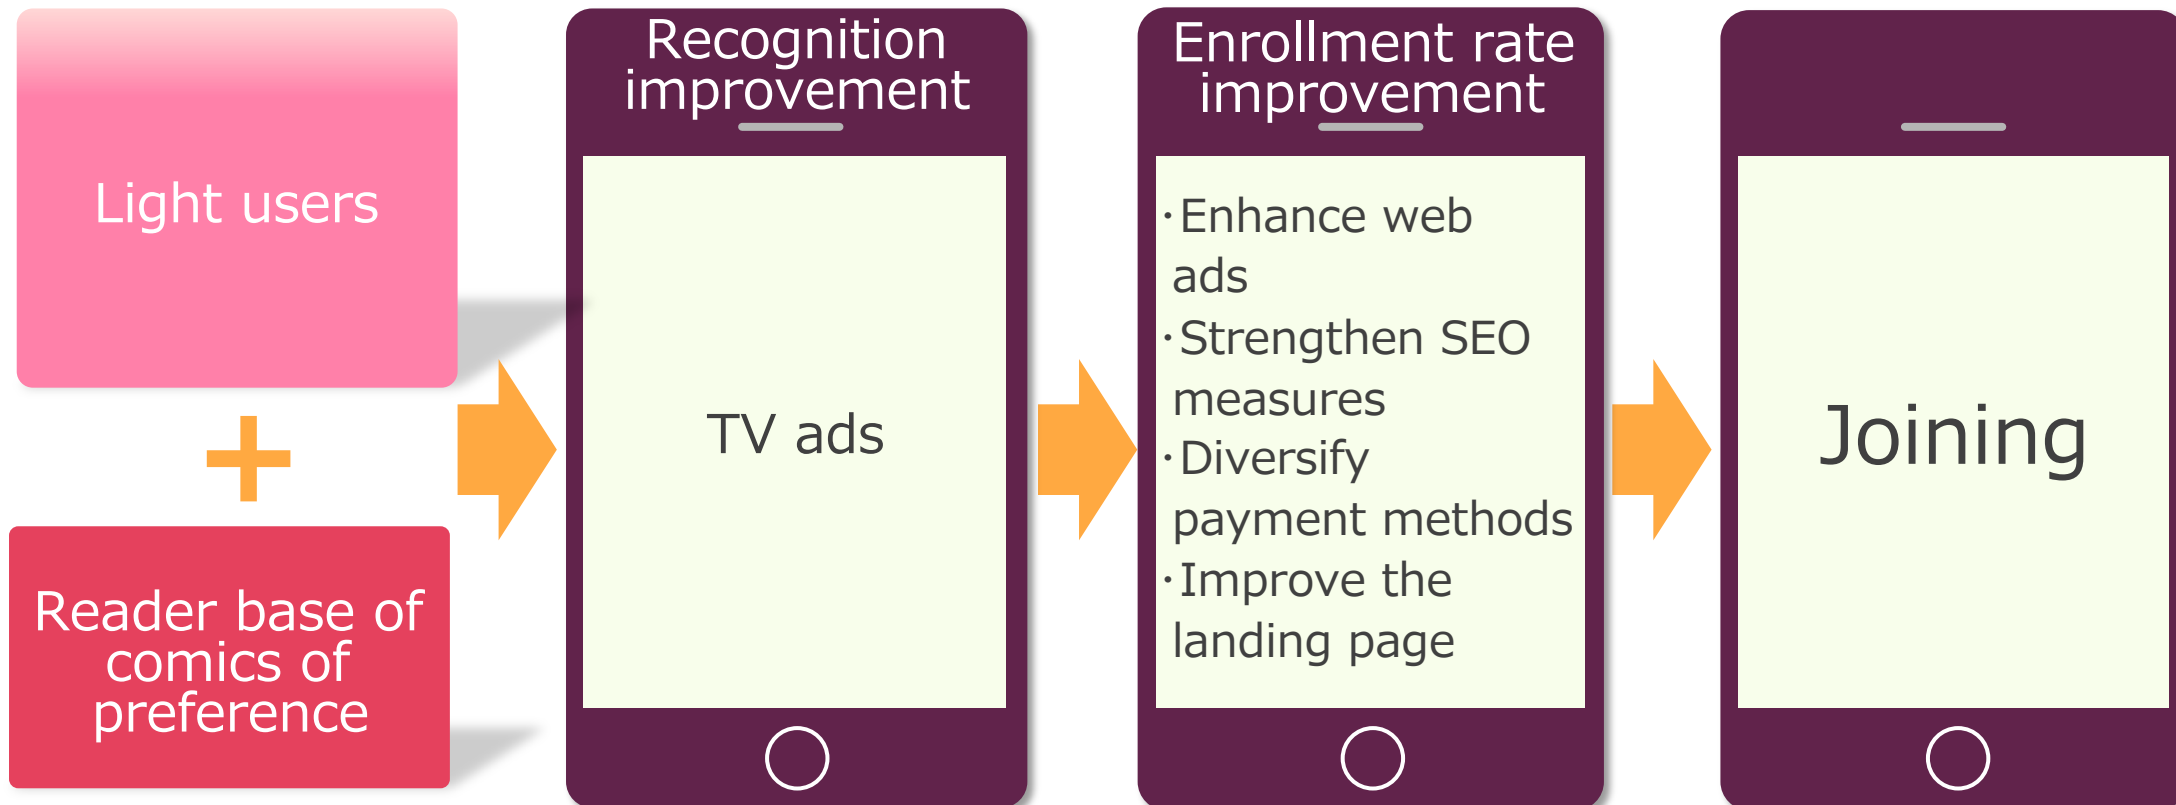 Light users
Reader base of
comics of
preference
Recognition
improvement
TV ads
Enrollment rate
improvement
・Enhance web
ads
・Strengthen SEO
measures
・Diversify
payment methods
・Improve the
landing page
Joining